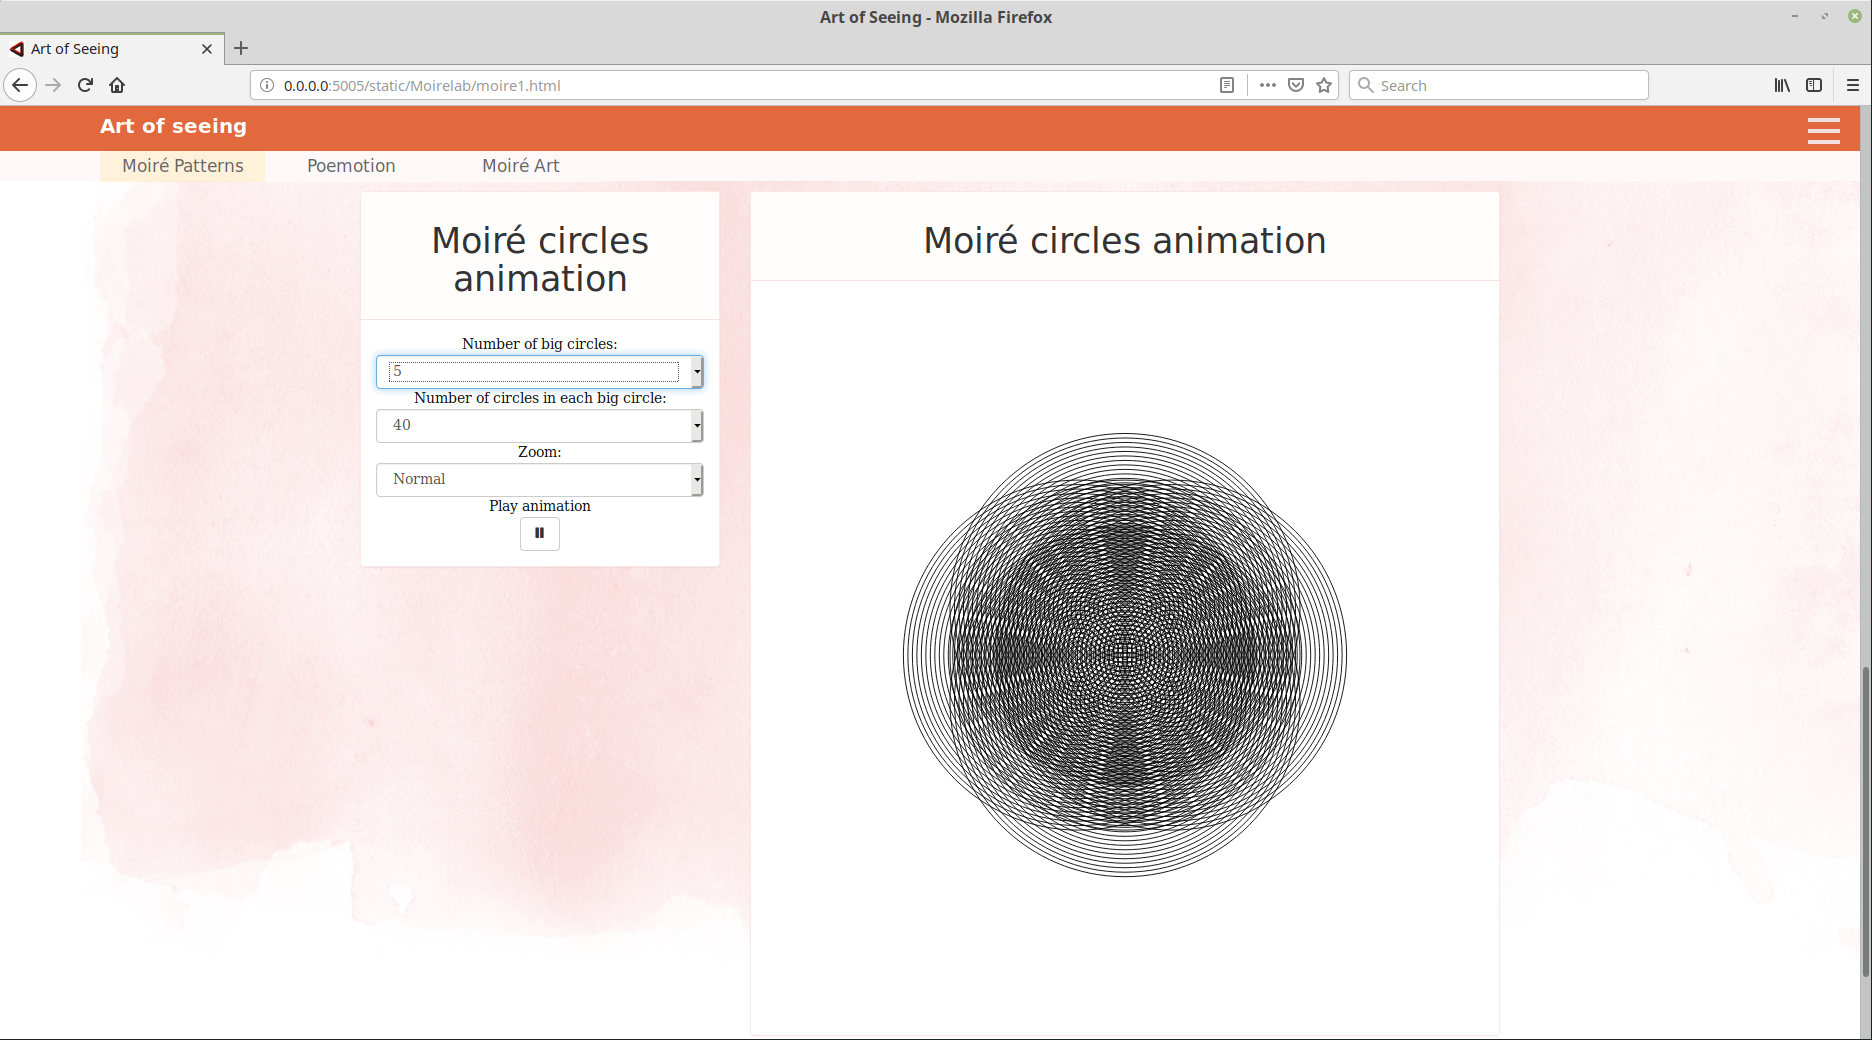 Art of Seeing - Mozilla Firefox
Art of Seeing
0.0.0.0:5005/static/Moirelab/moire1.html
Search
Art of seeing
Moiré Patterns Poemotion Moiré Art
Moiré circles
animation
Number of big circles:
5
Number of circles in each big circle:
40
Zoom:
Normal
Play animation
Moiré circles animation